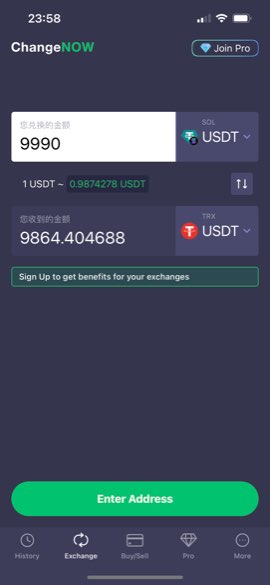 23:58
ChangeNOW
Join Pro
您兑换的金额
9990
SOL
USDT
1 USDT ~ 0.9874278 USDT
您收到的金额
9864.404688
TRX
USDT
Sign Up to get benefits for your exchanges
Enter Address
History
Exchange
Buy/Sell
Pro
More